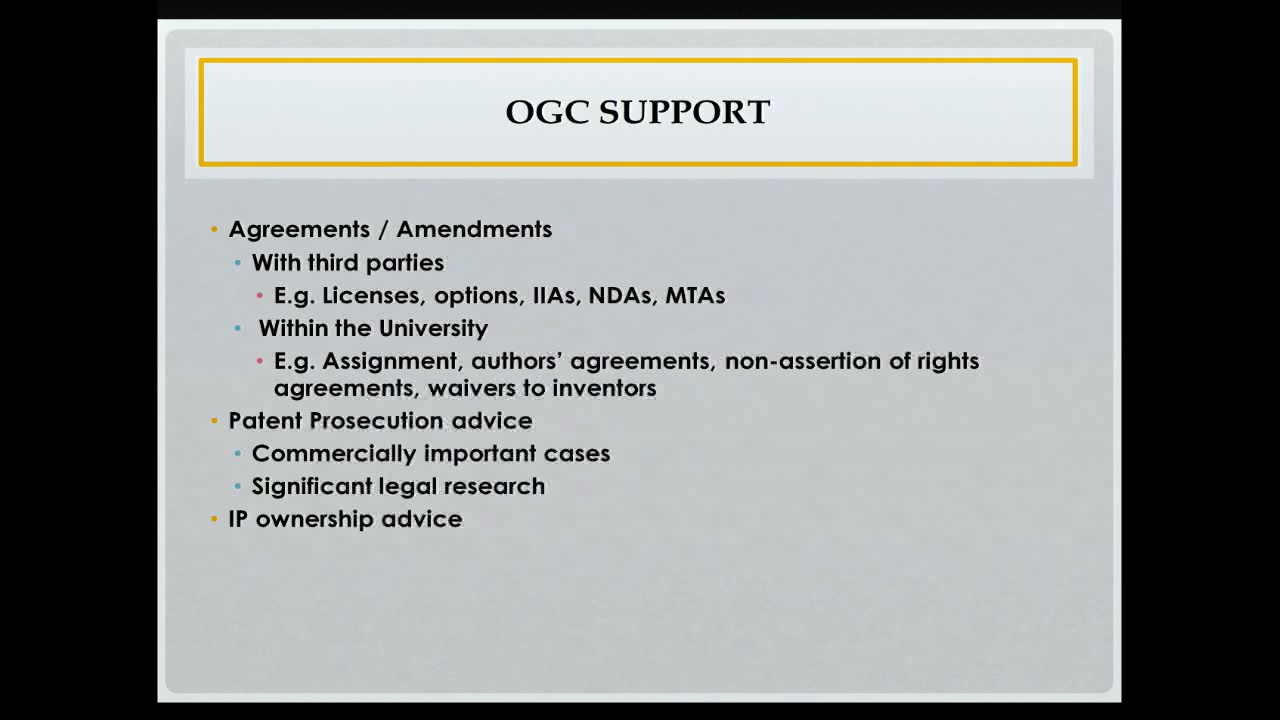 OGC SUPPORT
• Agreements / Amendments
• With third parties
• E.g. Licenses, options, IIAs, NDAs, MTAs
• Within the University
• E.g. Assignment, authors’ agreements, non-assertion of rights
agreements, waivers to inventors
• Patent Prosecution advice
• Commercially important cases
• Significant legal research
• IP ownership advice